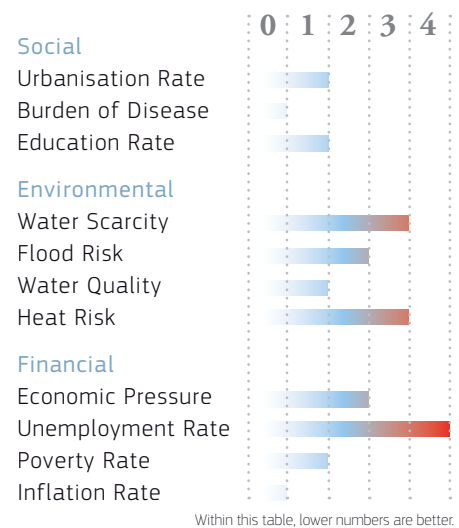 0 1 2 3 4
Social
Urbanisation Rate
Burden of Disease
Education Rate
Environmental
Water Scarcity
Flood Risk
Water Quality
Heat Risk
Financial
Economic Pressure
Unemployment Rate
Poverty Rate
Inflation Rate
Within this table, lower numbers are better.